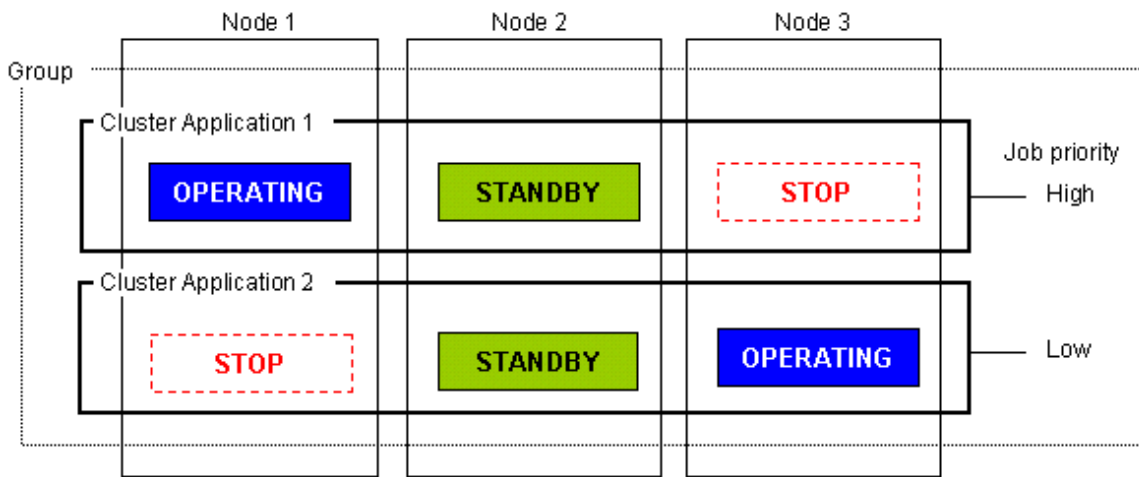 Node 1
Node 2
Node 3
Group
Cluster Application 1
Job priority
OPERATING
STANDBY
STOP
High
Cluster Application 2
STOP
STANDBY
OPERATING
Low